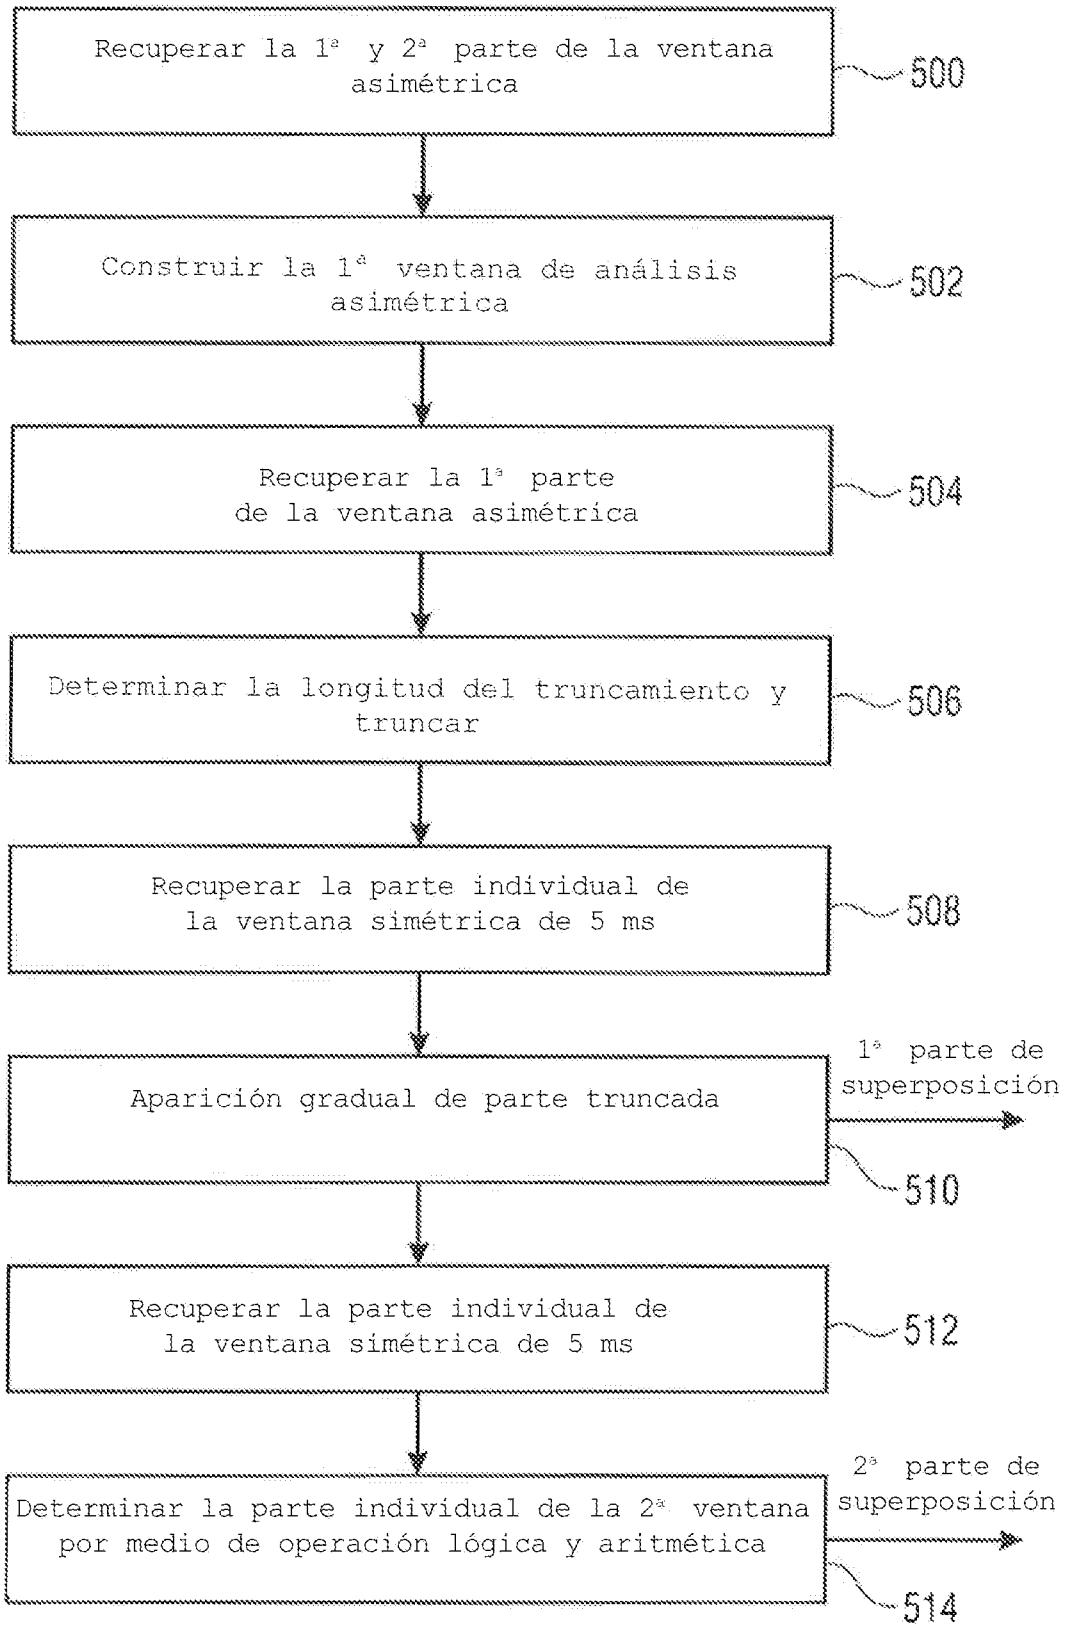 Recuperar la 1ª y 2ª parte de la ventana
asimétrica
500
Construir la 1ª ventana de análisis
asimétrica
502
Recuperar la 1ª parte
de la ventana asimétrica
504
Determinar la longitud del truncamiento y
truncar
506
Recuperar la parte individual de
la ventana simétrica de 5 ms
508
Aparición gradual de parte truncada
1ª parte de
superposición
510
Recuperar la parte individual de
la ventana simétrica de 5 ms
512
Determinar la parte individual de la 2ª ventana
por medio de operación lógica y aritmética
2ª parte de
superposición
514